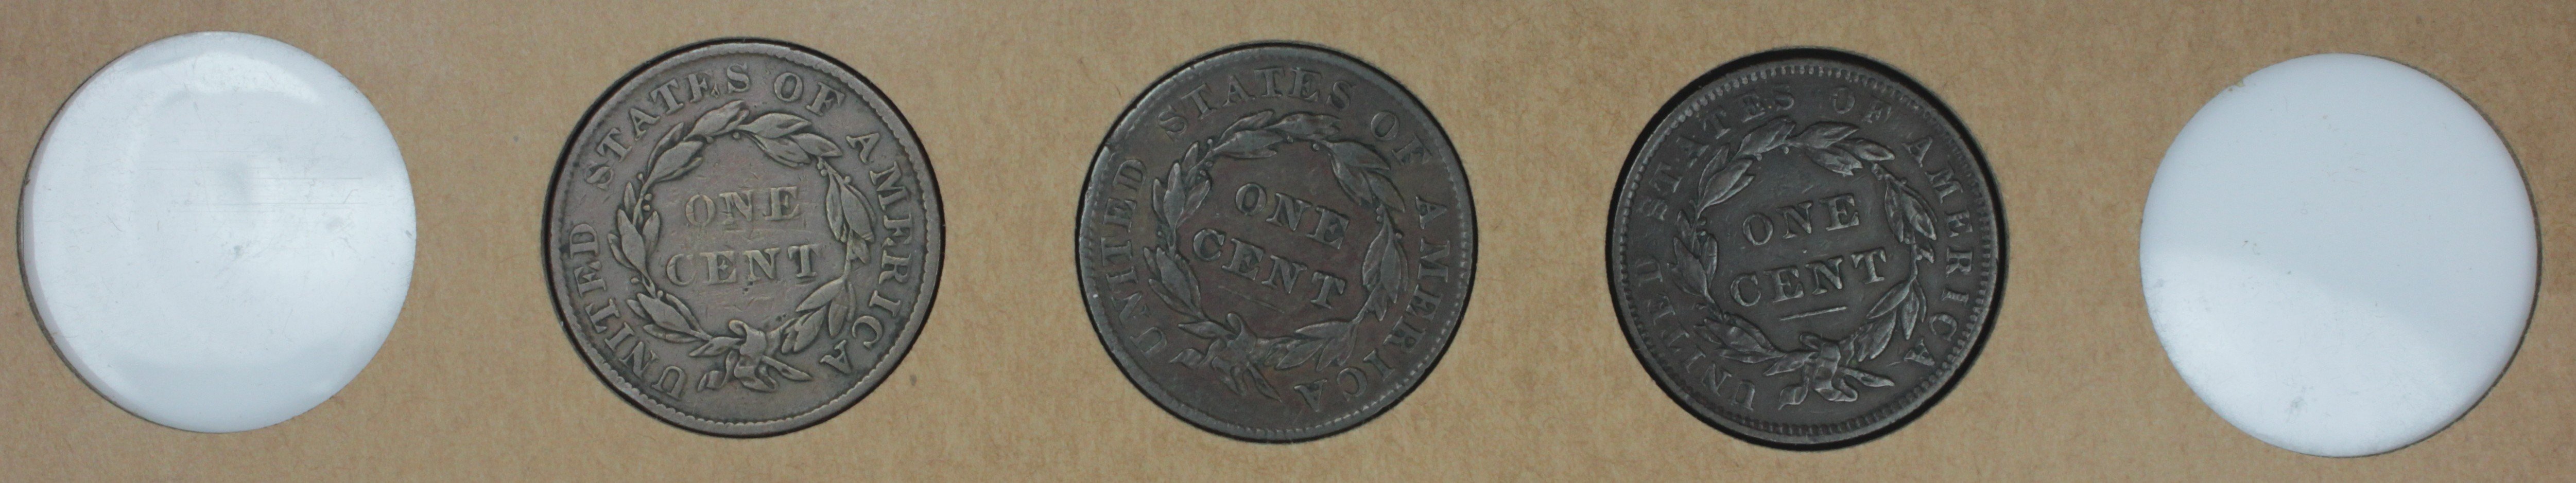 UNITED STATES OF AMERICA
ONE
CENT
UNITED STATES OF AMERICA
ONE
CENT
UNITED STATES OF AMERICA
ONE
CENT